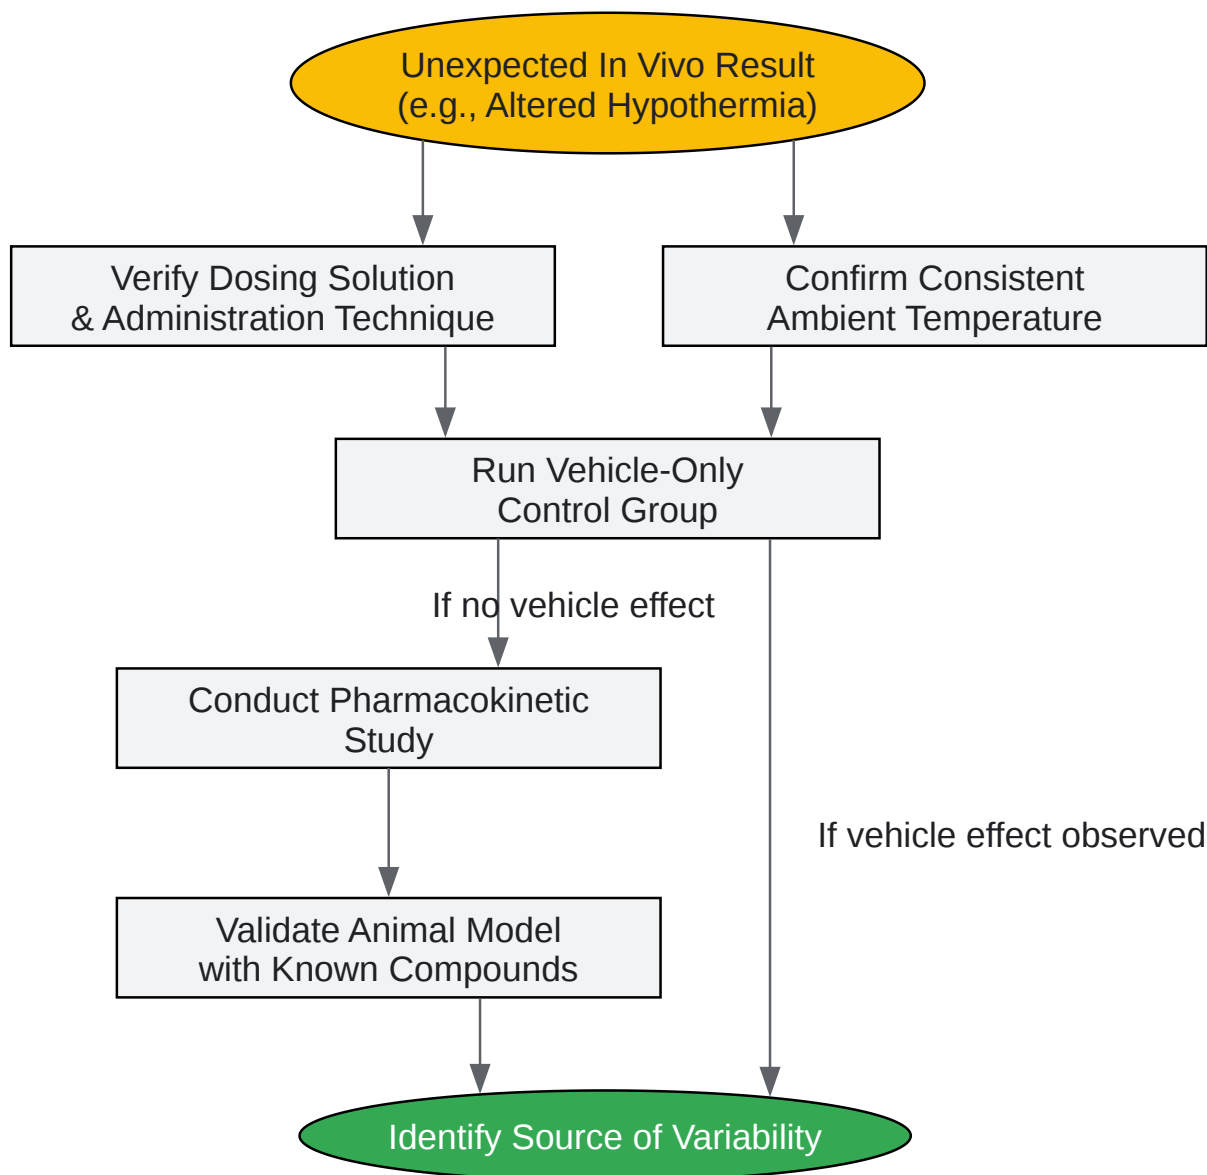 Unexpected In Vivo Result
(e.g., Altered Hypothermia)
Verify Dosing Solution
& Administration Technique
Confirm Consistent
Ambient Temperature
Run Vehicle-Only
Control Group
If no vehicle effect
Conduct Pharmacokinetic
Study
If vehicle effect observed
Validate Animal Model
with Known Compounds
Identify Source of Variability